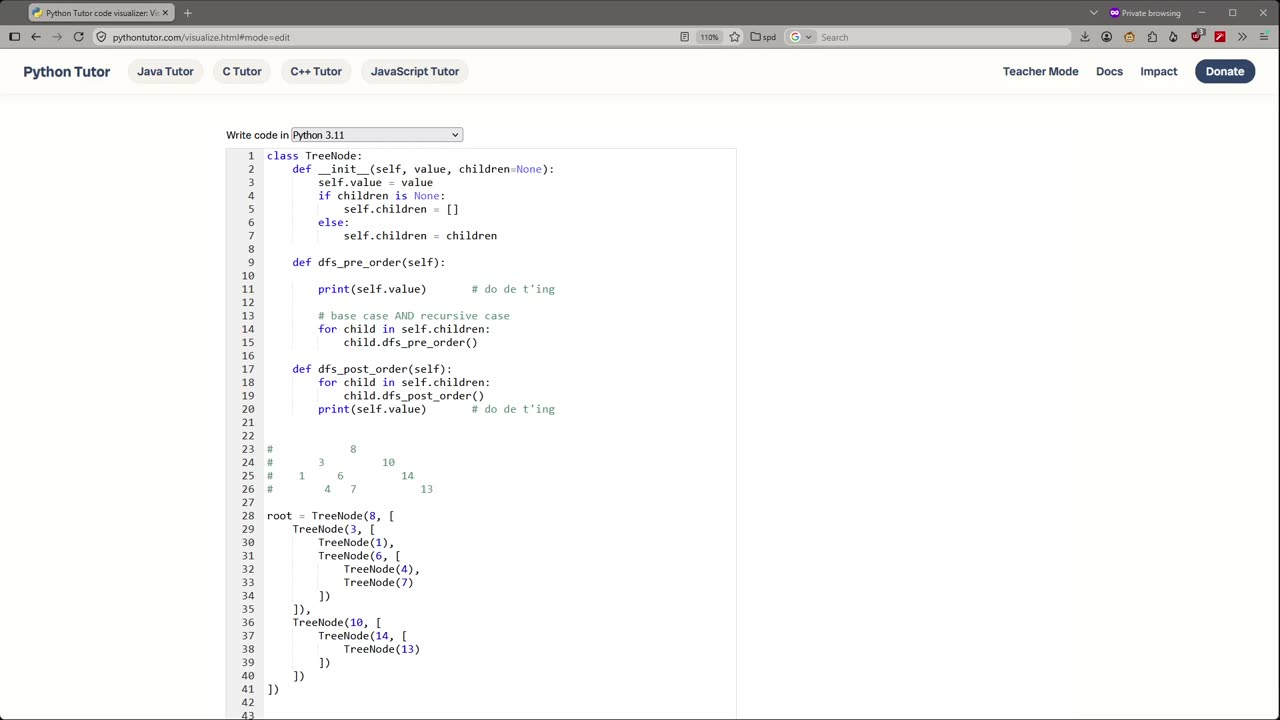 Python Tutor code visualizer: Vi
Private browsing
pythontutor.com/visualize.html#mode=edit
110%
spd
Search
Python Tutor
Java Tutor
C Tutor
C++ Tutor
JavaScript Tutor
Teacher Mode
Docs
Impact
Donate
Write code in Python 3.11
1 class TreeNode:
2     def __init__(self, value, children=None):
3         self.value = value
4         if children is None:
5             self.children = []
6         else:
7             self.children = children
8
9     def dfs_pre_order(self):
10
11         print(self.value)       # do de t'ing
12
13         # base case AND recursive case
14         for child in self.children:
15             child.dfs_pre_order()
16
17     def dfs_post_order(self):
18         for child in self.children:
19             child.dfs_post_order()
20         print(self.value)       # do de t'ing
21
22
23 #            8
24 #       3         10
25 #    1     6         14
26 #        4   7          13
27
28 root = TreeNode(8, [
29     TreeNode(3, [
30         TreeNode(1),
31         TreeNode(6, [
32             TreeNode(4),
33             TreeNode(7)
34         ])
35     ]),
36     TreeNode(10, [
37         TreeNode(14, [
38             TreeNode(13)
39         ])
40     ])
41 ])
42
43